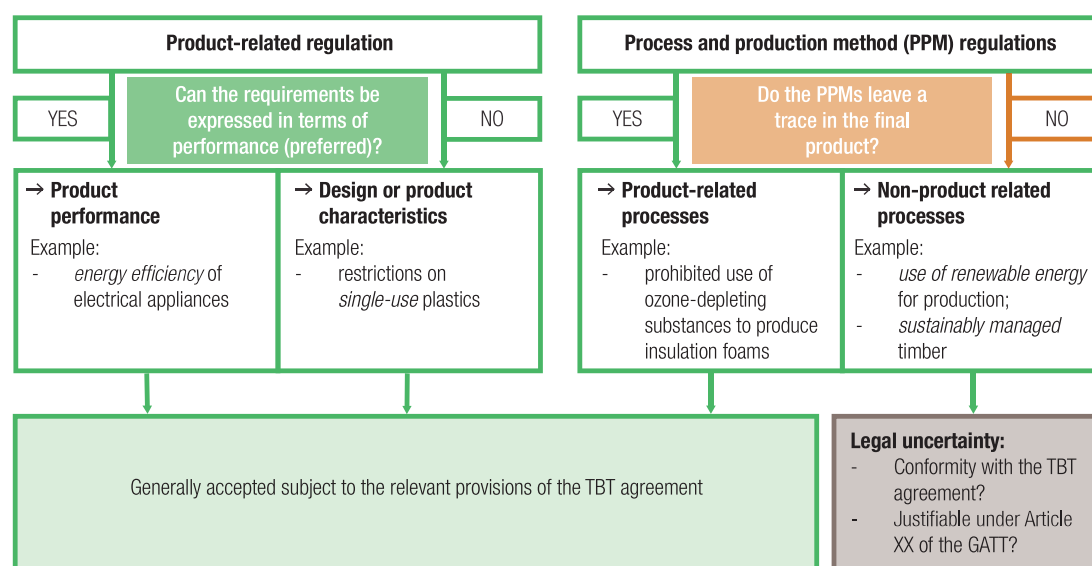 Product-related regulation
YES
Can the requirements be
expressed in terms of
performance (preferred)?
NO
→ Product
performance
Example:
- energy efficiency of
electrical appliances
→ Design or product
characteristics
Example:
- restrictions on
single-use plastics
Process and production method (PPM) regulations
YES
Do the PPMs leave a
trace in the final
product?
NO
→ Product-related
processes
Example:
- prohibited use of
ozone-depleting
substances to produce
insulation foams
→ Non-product related
processes
Example:
- use of renewable energy
for production;
- sustainably managed
timber
Generally accepted subject to the relevant provisions of the TBT agreement
Legal uncertainty:
- Conformity with the TBT
agreement?
- Justifiable under Article
XX of the GATT?